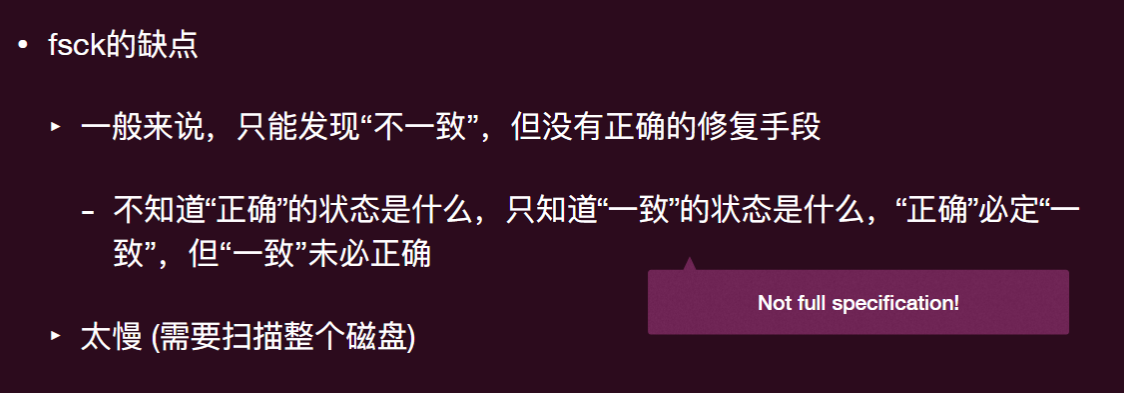 • fsck的缺点
▸ 一般来说，只能发现“不一致”，但没有正确的修复手段
- 不知道“正确”的状态是什么，只知道“一致”的状态是什么，“正确”必定“一
致”，但“一致”未必正确
Not full specification!
▸ 太慢 (需要扫描整个磁盘)